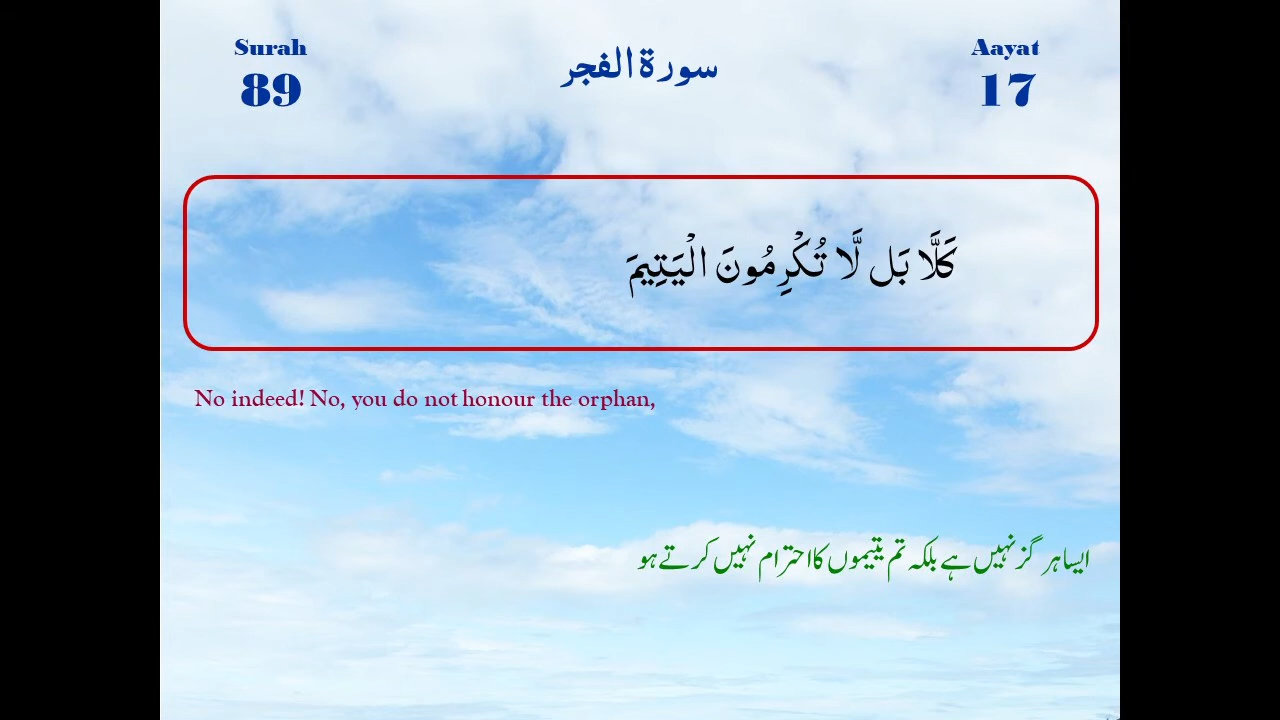 Surah
89
سورة الفجر
Aayat
17
كَلَّا بَل لَّا تُكْرِمُونَ الْيَتِيمَ
No indeed! No, you do not honour the orphan,
ایسا ہر گز نہیں ہے بلکہ تم یتیموں کا احترام نہیں کرتے ہو